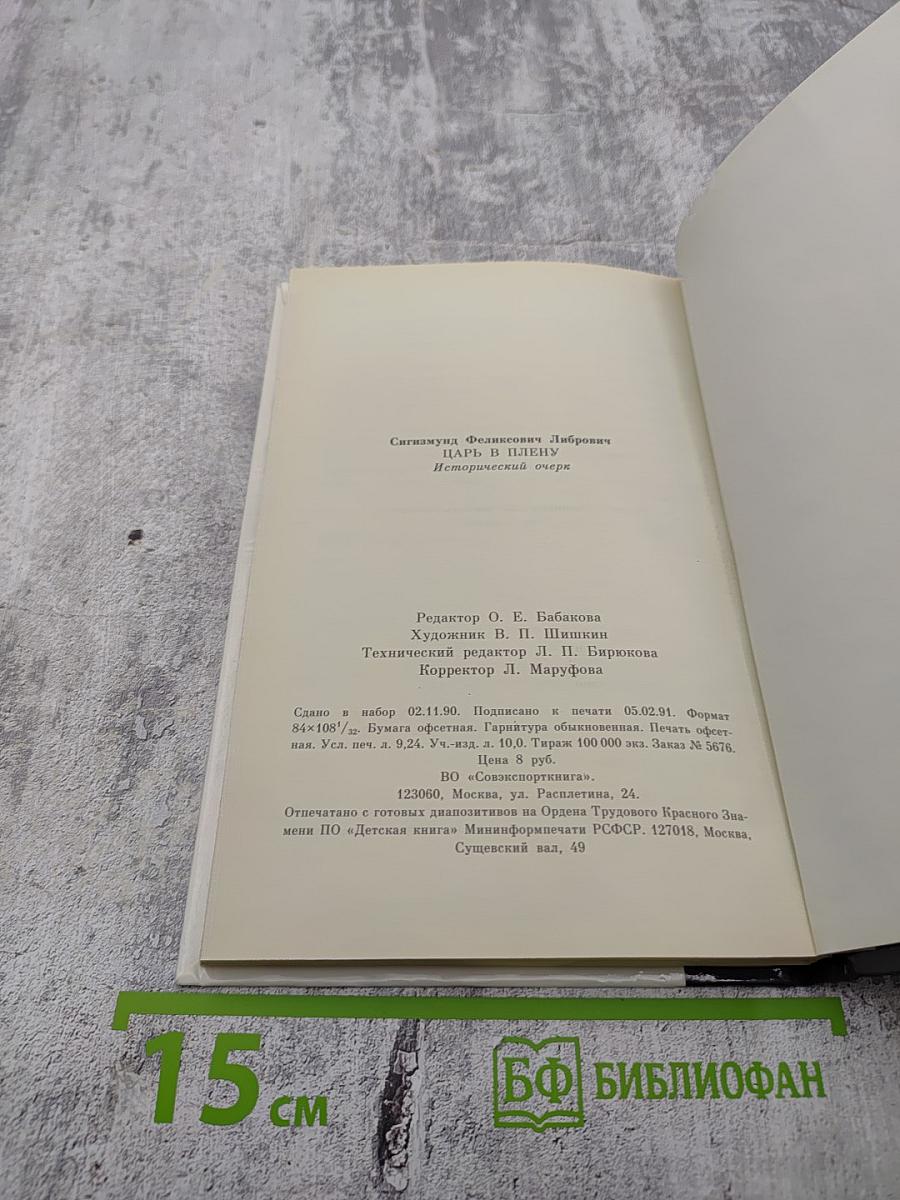 Сигизмунд Феликсович Либрович
ЦАРЬ В ПЛЕНУ
Исторический очерк
Редактор О. Е. Бабакова
Художник В. П. Шишкин
Технический редактор Л. П. Бирюкова
Корректор Л. Маруфова
Сдано в набор 02.11.90. Подписано к печати 05.02.91. Формат
84×108¹/₃₂. Бумага офсетная. Гарнитура обыкновенная. Печать офсет-
ная. Усл. печ. л. 9,24. Уч.-изд. л. 10,0. Тираж 100 000 экз. Заказ № 5676.
Цена 8 руб.
ВО «Совэкспорткнига».
123060, Москва, ул. Расплетина, 24.
Отпечатано с готовых диапозитивов на Ордена Трудового Красного Зна-
мени ПО «Детская книга» Мининформпечати РСФСР. 127018, Москва,
Сущевский вал, 49
15 см
БФ БИБЛИОФАН